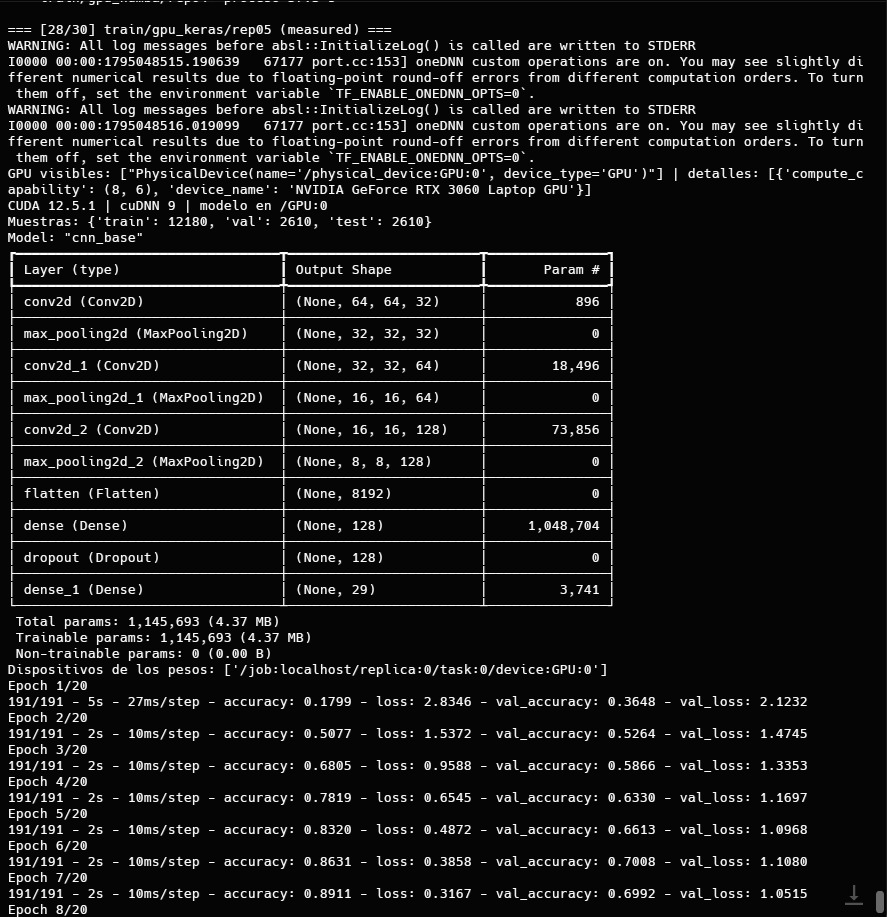 === [28/30] train/gpu_keras/rep05 (measured) ===
WARNING: All log messages before absl::InitializeLog() is called are written to STDERR
I0000 00:00:1795048515.190639   67177 port.cc:153] oneDNN custom operations are on. You may see slightly di
fferent numerical results due to floating-point round-off errors from different computation orders. To turn
 them off, set the environment variable `TF_ENABLE_ONEDNN_OPTS=0`.
WARNING: All log messages before absl::InitializeLog() is called are written to STDERR
I0000 00:00:1795048516.019099   67177 port.cc:153] oneDNN custom operations are on. You may see slightly di
fferent numerical results due to floating-point round-off errors from different computation orders. To turn
 them off, set the environment variable `TF_ENABLE_ONEDNN_OPTS=0`.
GPU visibles: ["PhysicalDevice(name='/physical_device:GPU:0', device_type='GPU')"] | detalles: [{'compute_c
apability': (8, 6), 'device_name': 'NVIDIA GeForce RTX 3060 Laptop GPU'}]
CUDA 12.5.1 | cuDNN 9 | modelo en /GPU:0
Muestras: {'train': 12180, 'val': 2610, 'test': 2610}
Model: "cnn_base"
Layer (type) Output Shape Param #
conv2d (Conv2D) (None, 64, 64, 32) 896
max_pooling2d (MaxPooling2D) (None, 32, 32, 32) 0
conv2d_1 (Conv2D) (None, 32, 32, 64) 18,496
max_pooling2d_1 (MaxPooling2D) (None, 16, 16, 64) 0
conv2d_2 (Conv2D) (None, 16, 16, 128) 73,856
max_pooling2d_2 (MaxPooling2D) (None, 8, 8, 128) 0
flatten (Flatten) (None, 8192) 0
dense (Dense) (None, 128) 1,048,704
dropout (Dropout) (None, 128) 0
dense_1 (Dense) (None, 29) 3,741
Total params: 1,145,693 (4.37 MB)
Trainable params: 1,145,693 (4.37 MB)
Non-trainable params: 0 (0.00 B)
Dispositivos de los pesos: ['/job:localhost/replica:0/task:0/device:GPU:0']
Epoch 1/20
191/191 - 5s - 27ms/step - accuracy: 0.1799 - loss: 2.8346 - val_accuracy: 0.3648 - val_loss: 2.1232
Epoch 2/20
191/191 - 2s - 10ms/step - accuracy: 0.5077 - loss: 1.5372 - val_accuracy: 0.5264 - val_loss: 1.4745
Epoch 3/20
191/191 - 2s - 10ms/step - accuracy: 0.6805 - loss: 0.9588 - val_accuracy: 0.5866 - val_loss: 1.3353
Epoch 4/20
191/191 - 2s - 10ms/step - accuracy: 0.7819 - loss: 0.6545 - val_accuracy: 0.6330 - val_loss: 1.1697
Epoch 5/20
191/191 - 2s - 10ms/step - accuracy: 0.8320 - loss: 0.4872 - val_accuracy: 0.6613 - val_loss: 1.0968
Epoch 6/20
191/191 - 2s - 10ms/step - accuracy: 0.8631 - loss: 0.3858 - val_accuracy: 0.7008 - val_loss: 1.1080
Epoch 7/20
191/191 - 2s - 10ms/step - accuracy: 0.8911 - loss: 0.3167 - val_accuracy: 0.6992 - val_loss: 1.0515
Epoch 8/20